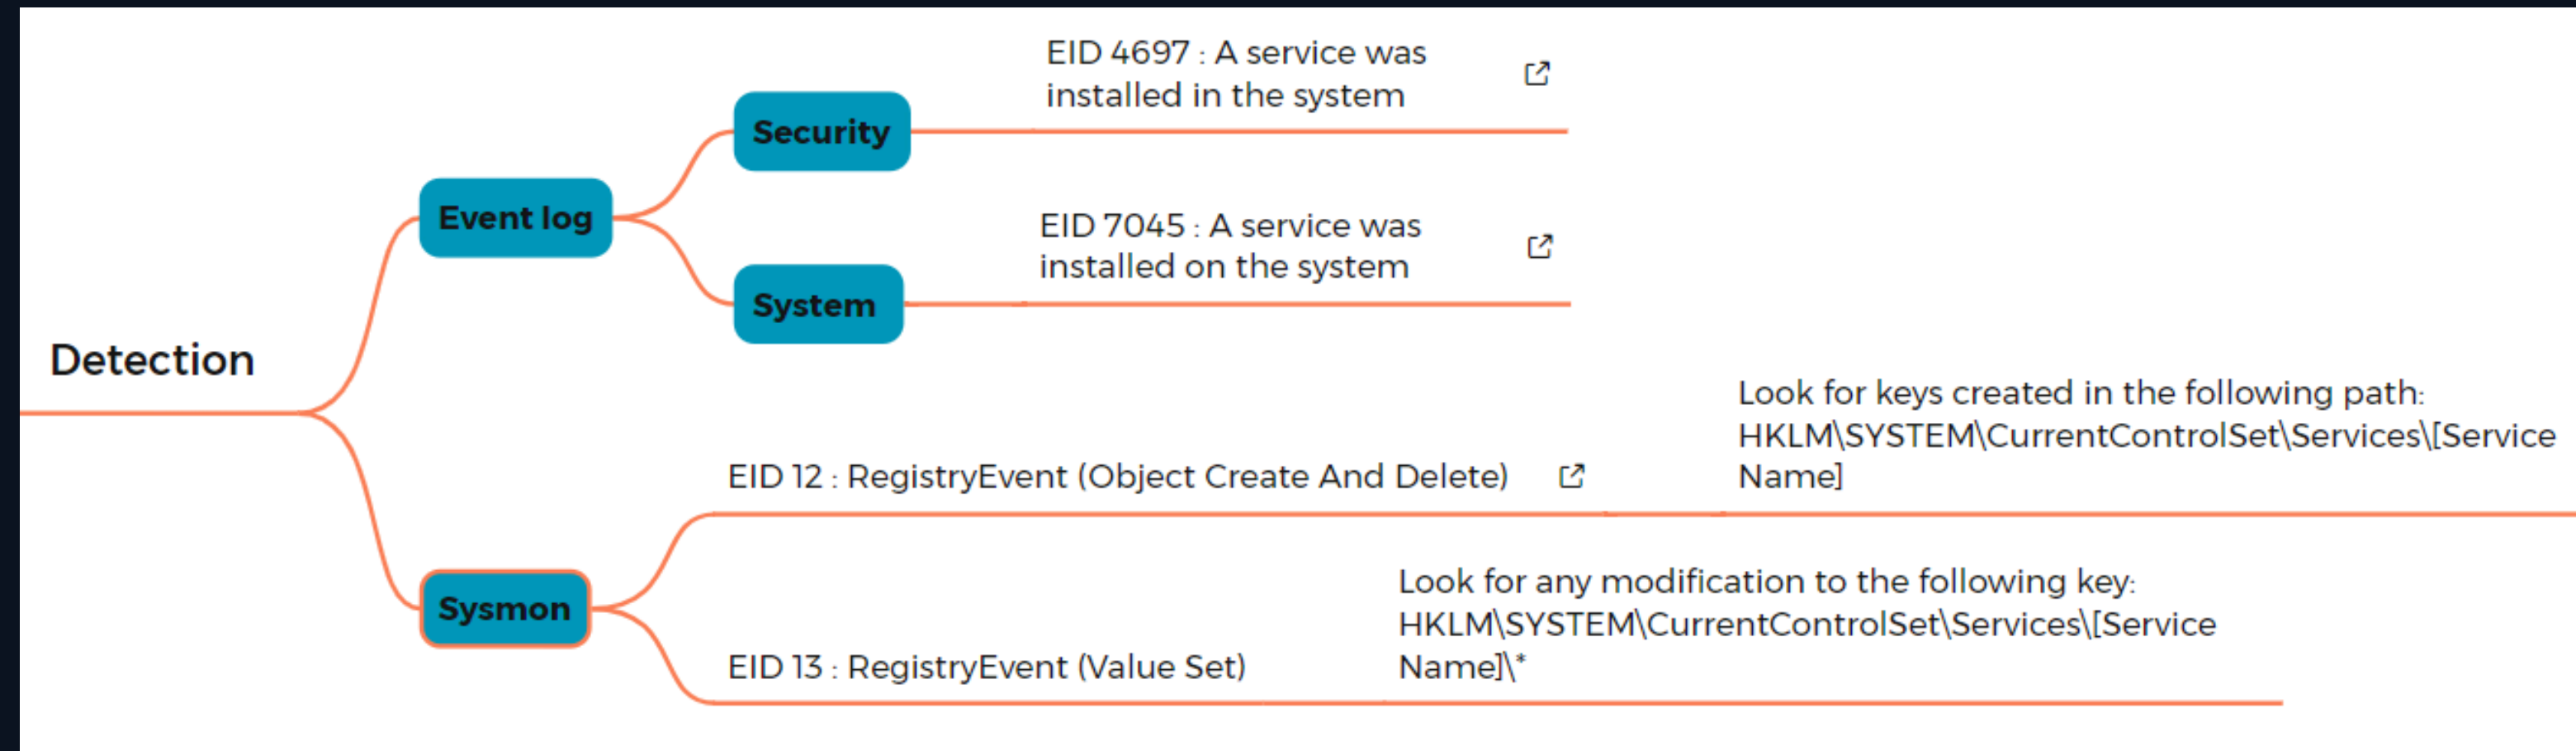 EID 4697 : A service was
installed in the system
Security
Event log
EID 7045 : A service was
installed on the system
System
Detection
Look for keys created in the following path:
HKLM\SYSTEM\CurrentControlSet\Services\[Service
Name]
EID 12 : RegistryEvent (Object Create And Delete)
Sysmon
Look for any modification to the following key:
HKLM\SYSTEM\CurrentControlSet\Services\[Service
Name]\*
EID 13 : RegistryEvent (Value Set)